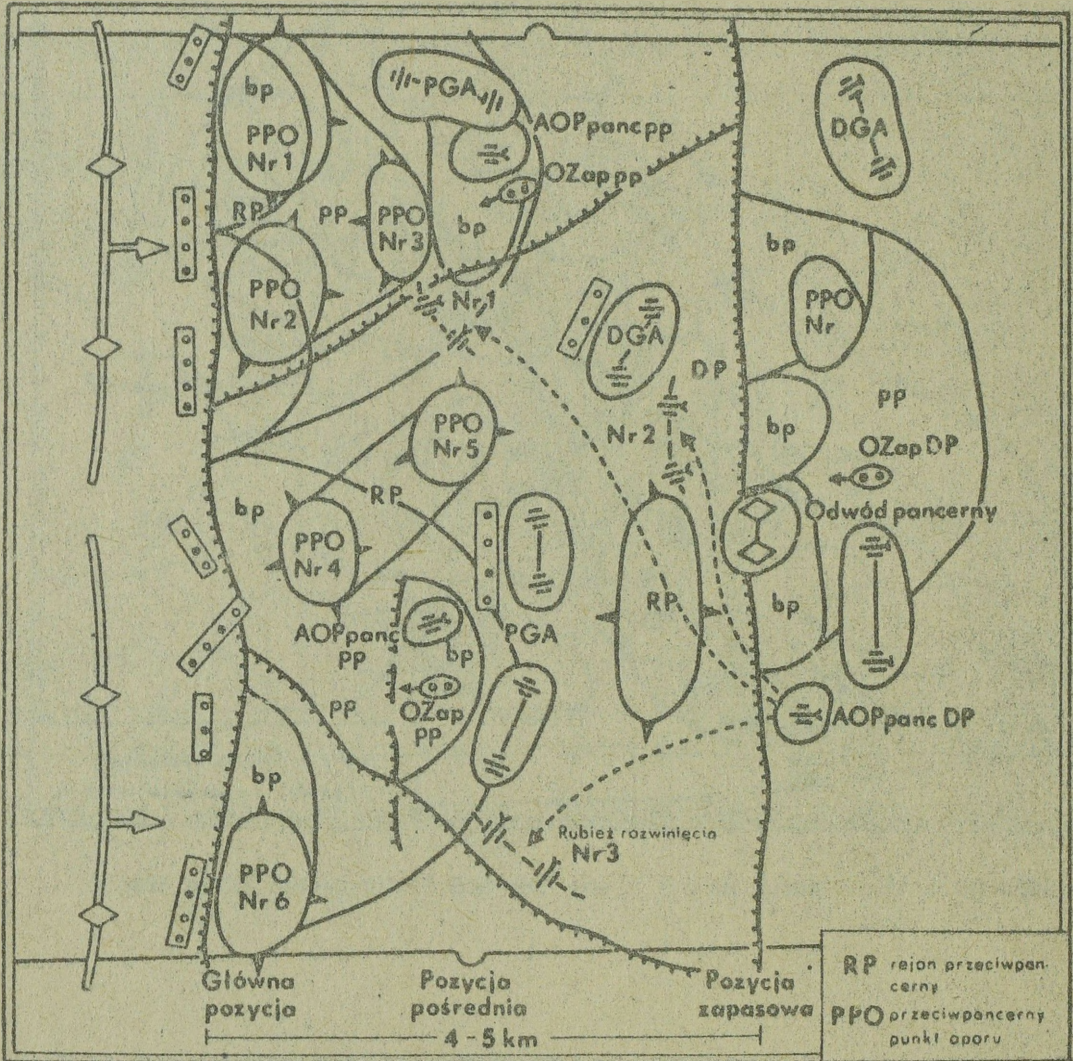 bp
PPO
Nr 1
PGA
DGA
AOPpancpp
OZap pp
RP
PP
PPO
Nr 3
bp
bp
PPO
Nr 2
Nr 1
PPO
Nr
DGA
DP
PP
PPO
Nr 5
Nr 2
bp
OZap DP
RP
bp
Odwód pancerny
PPO
Nr 4
RP
bp
AOPpanc
PP
bp
PGA
OZap
PP
PP
AOPpanc DP
bp
Rubież rozwinięcia
Nr 3
PPO
Nr 6
Główna
pozycja
Pozycja
pośrednia
Pozycja
zapasowa
4-5 km
RP rejon przeciwpan-
cerny
PPO przeciwpancerny
punkt oporu